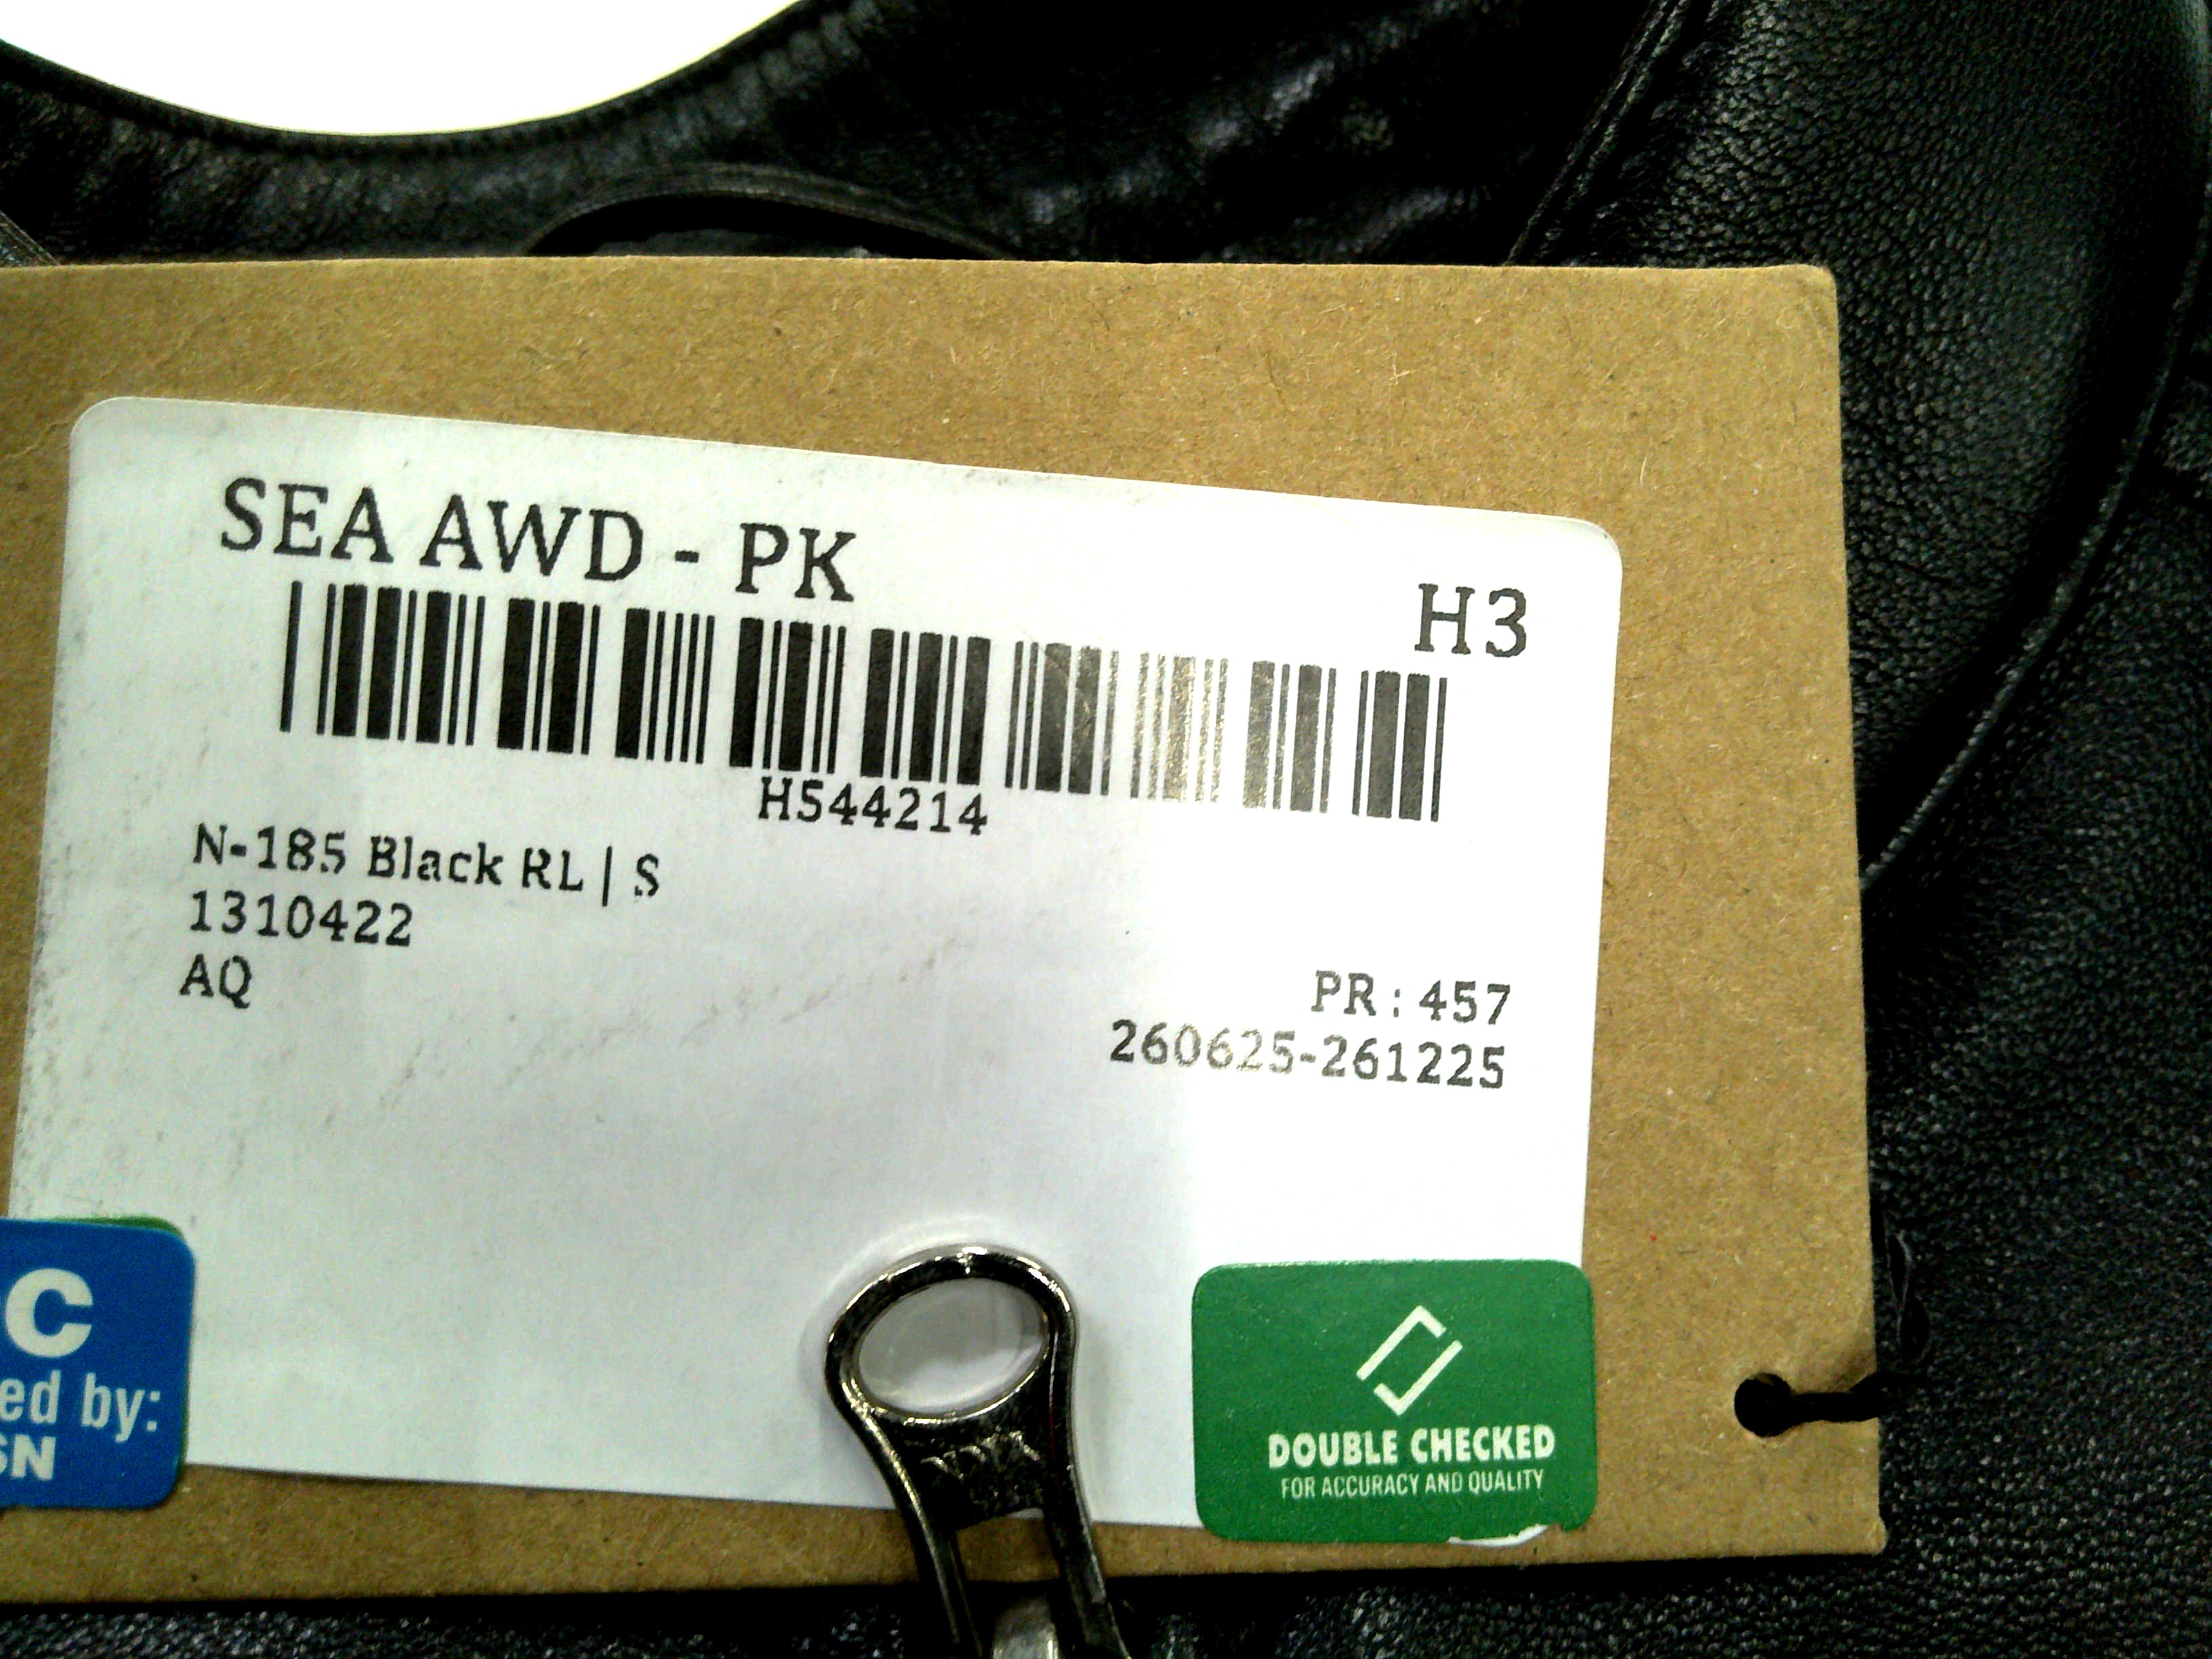 SEA AWD - PK
H3
H544214
N-185 Black RL | S
1310422
AQ
PR : 457
260625-261225
C
ed by:
SN
DOUBLE CHECKED
FOR ACCURACY AND QUALITY